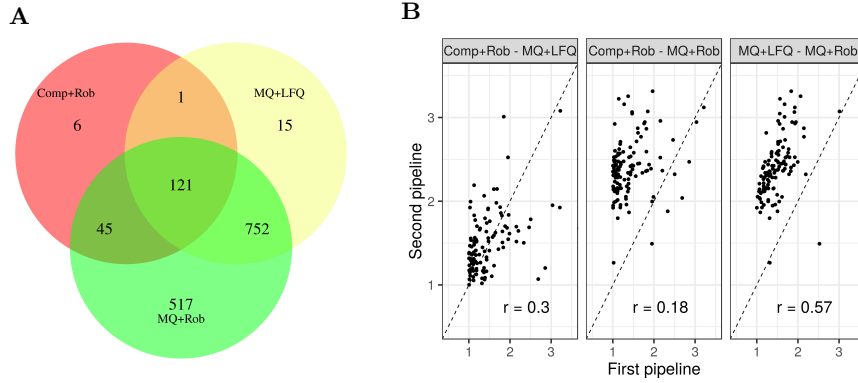 A
Comp+Rob
6
1
MQ+LFQ
15
121
45
752
517
MQ+Rob
B
Comp+Rob - MQ+LFQ
Comp+Rob - MQ+Rob
MQ+LFQ - MQ+Rob
Second pipeline
3
2
1
r = 0.3
r = 0.18
r = 0.57
1 2 3 1 2 3 1 2 3
First pipeline